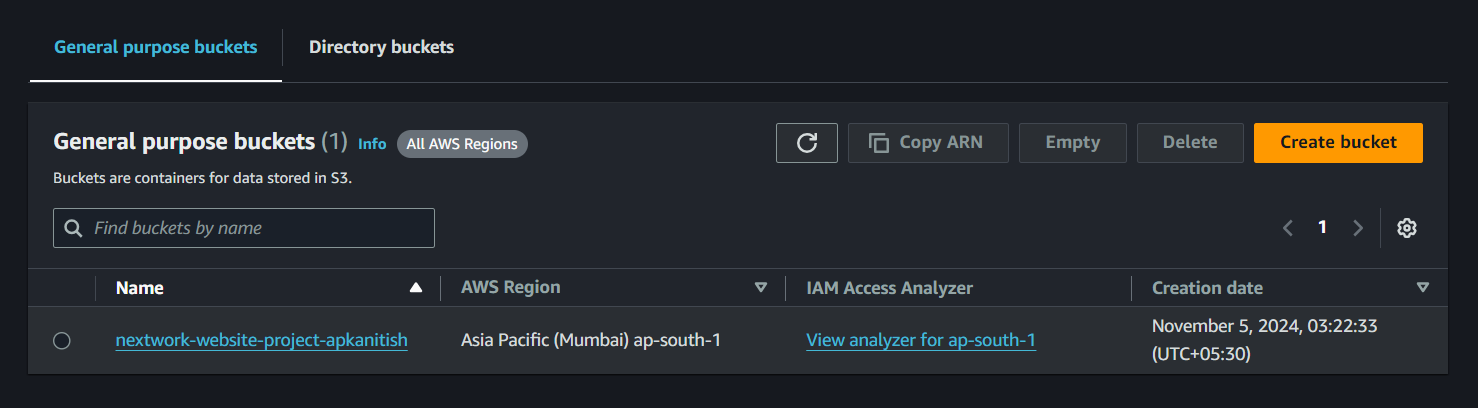 General purpose buckets
Directory buckets
General purpose buckets (1) Info All AWS Regions
Copy ARN
Empty
Delete
Create bucket
Buckets are containers for data stored in S3.
Find buckets by name
1
Name
AWS Region
IAM Access Analyzer
Creation date
nextwork-website-project-apkanitish
Asia Pacific (Mumbai) ap-south-1
View analyzer for ap-south-1
November 5, 2024, 03:22:33
(UTC+05:30)